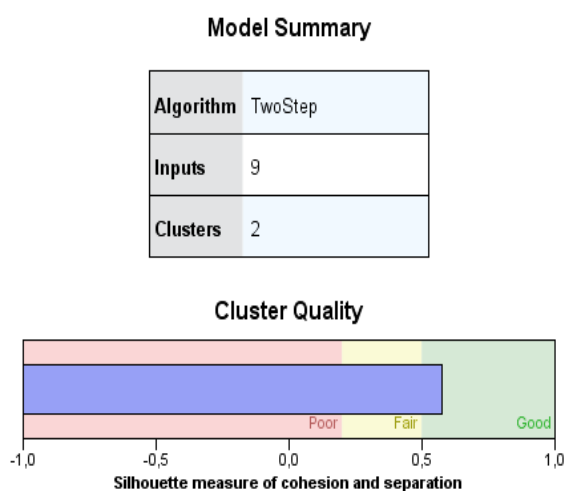 Model Summary
Algorithm TwoStep
Inputs 9
Clusters 2
Cluster Quality
Poor Fair Good
-1,0 -0,5 0,0 0,5 1,0
Silhouette measure of cohesion and separation